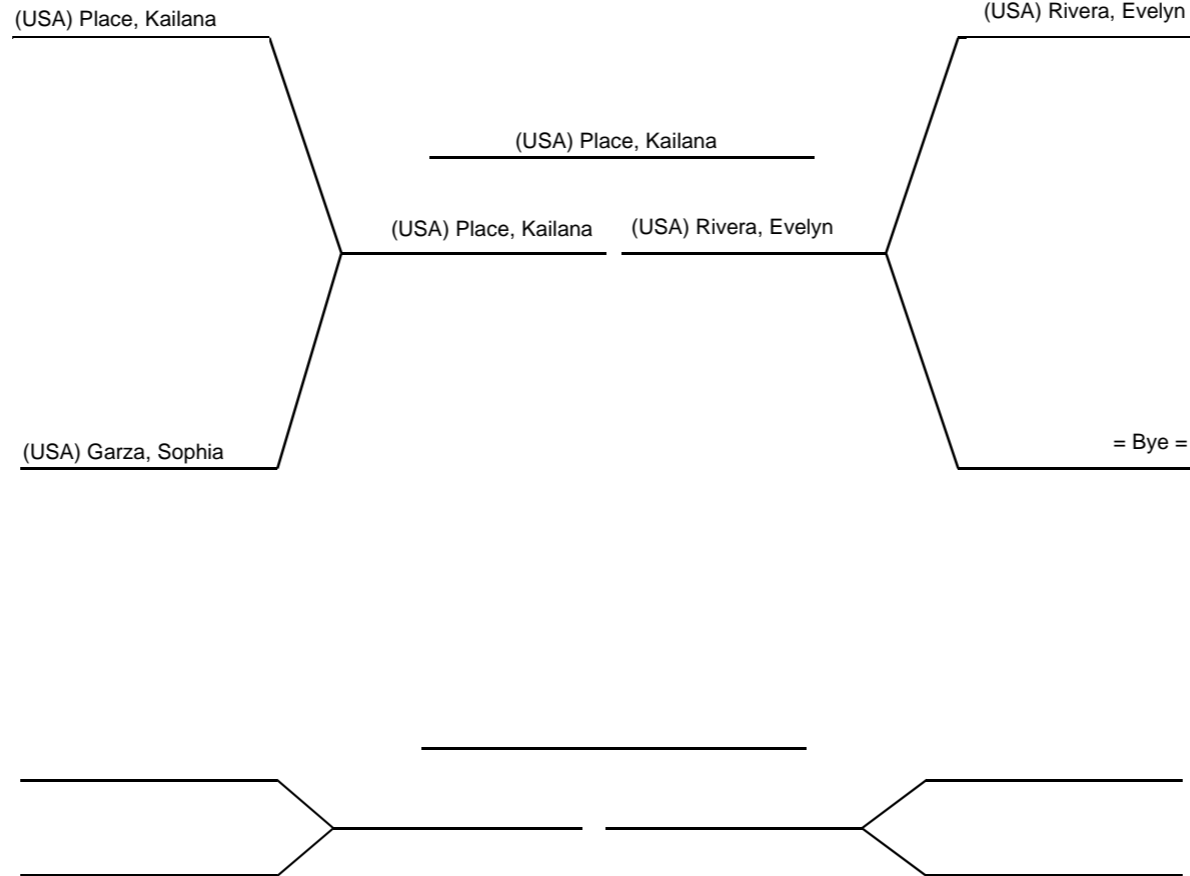 (USA) Place, Kailana
(USA) Rivera, Evelyn
(USA) Place, Kailana
(USA) Place, Kailana
(USA) Rivera, Evelyn
(USA) Garza, Sophia
= Bye =